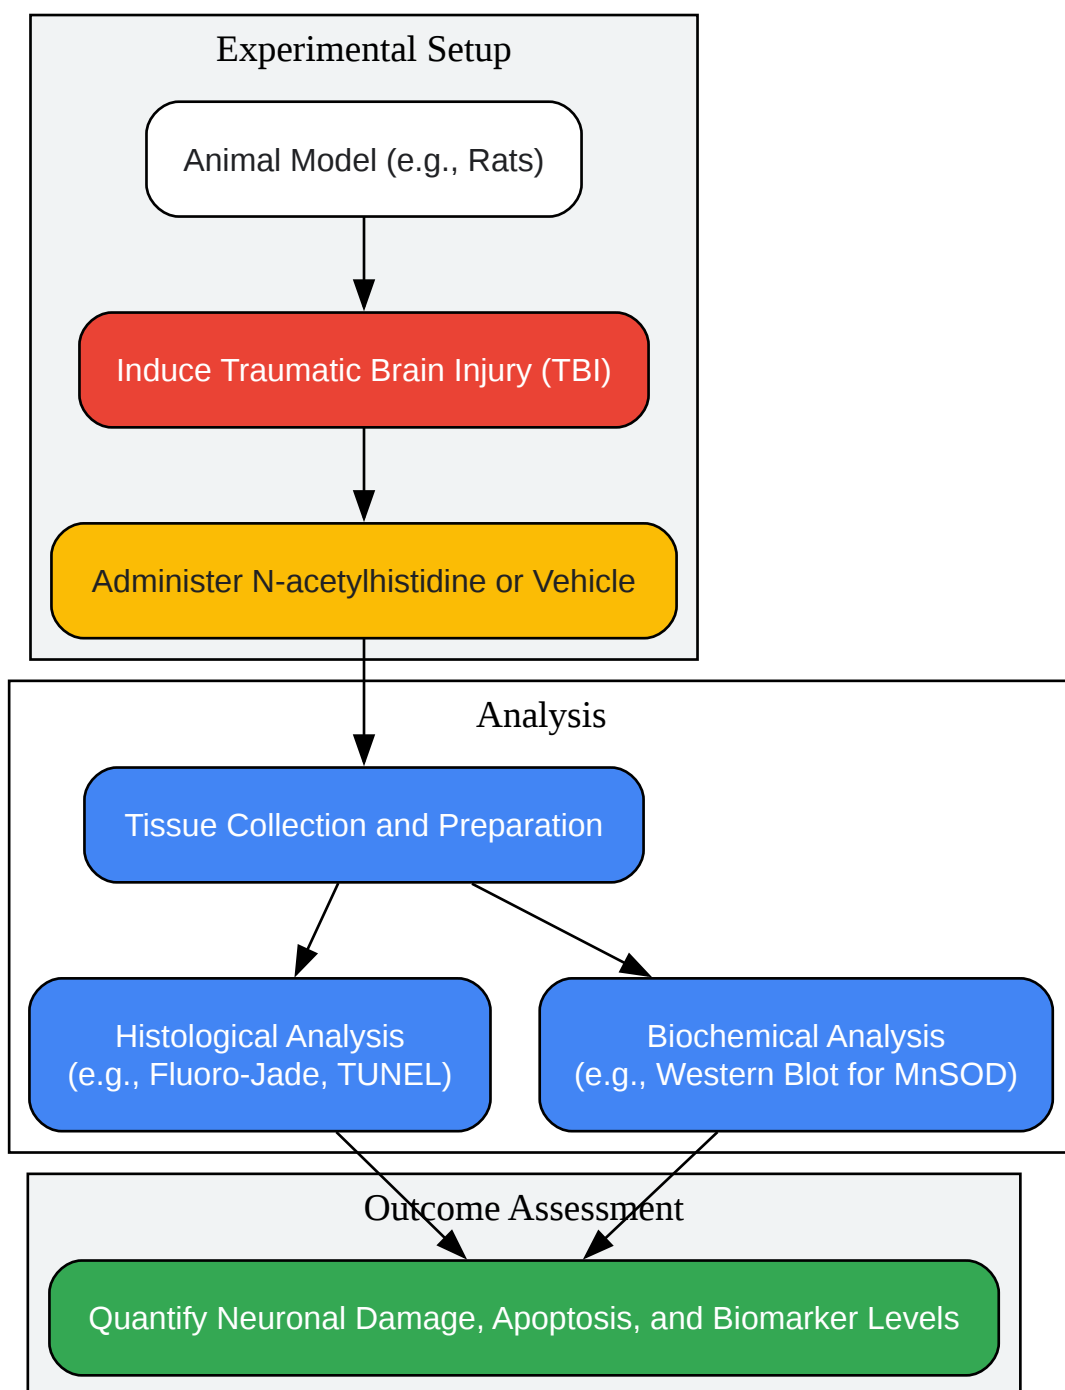 Experimental Setup
Animal Model (e.g., Rats)
Induce Traumatic Brain Injury (TBI)
Administer N-acetylhistidine or Vehicle
Analysis
Tissue Collection and Preparation
Histological Analysis
(e.g., Fluoro-Jade, TUNEL)
Biochemical Analysis
(e.g., Western Blot for MnSOD)
Outcome Assessment
Quantify Neuronal Damage, Apoptosis, and Biomarker Levels